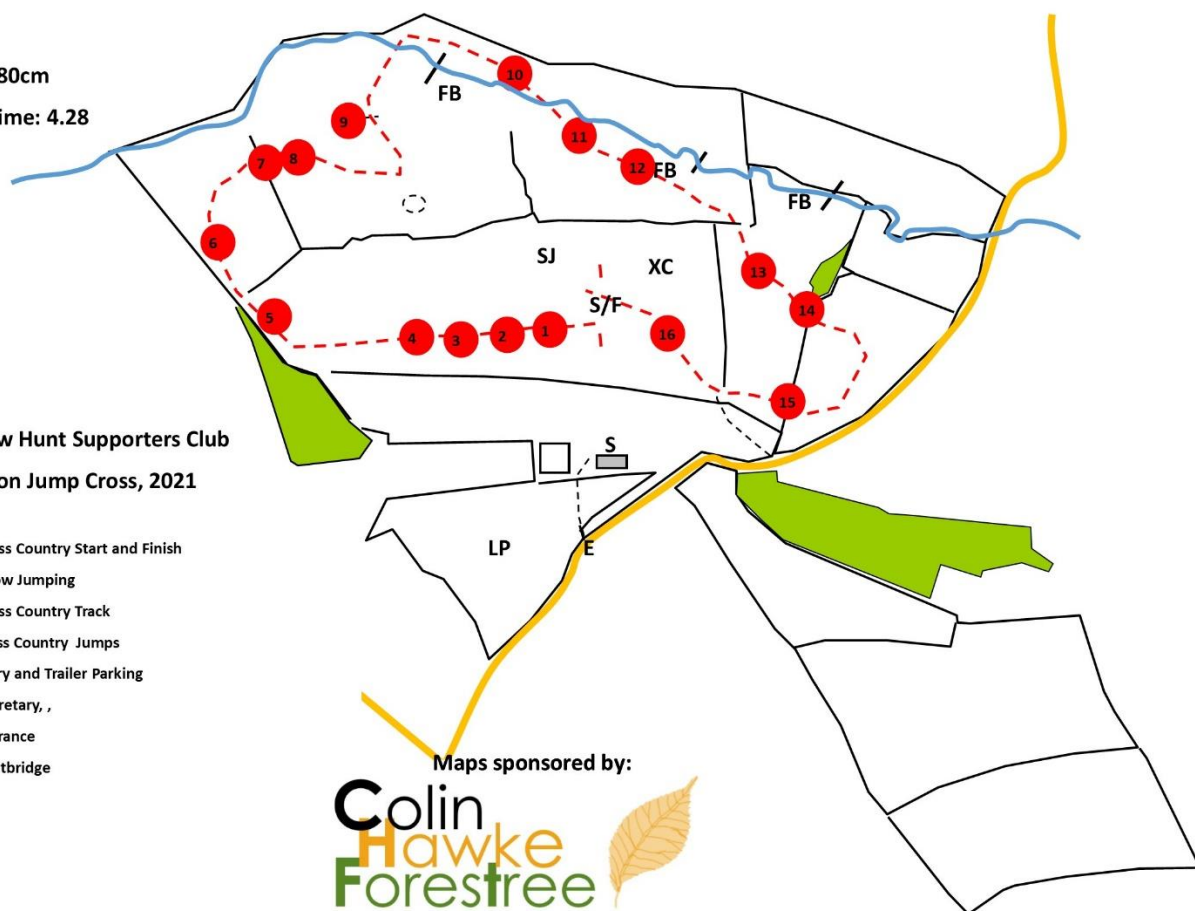 80cm
ime: 4.28
10
FB
9
11
12
FB
8
7
FB
6
SJ
XC
13
S/F
14
5
1
2
3
4
16
15
w Hunt Supporters Club
S
on Jump Cross, 2021
ss Country Start and Finish
LP
E
ow Jumping
ss Country Track
ss Country Jumps
ry and Trailer Parking
retary, ,
rance
tbridge
Maps sponsored by:
Colin
Hawke
Forestree